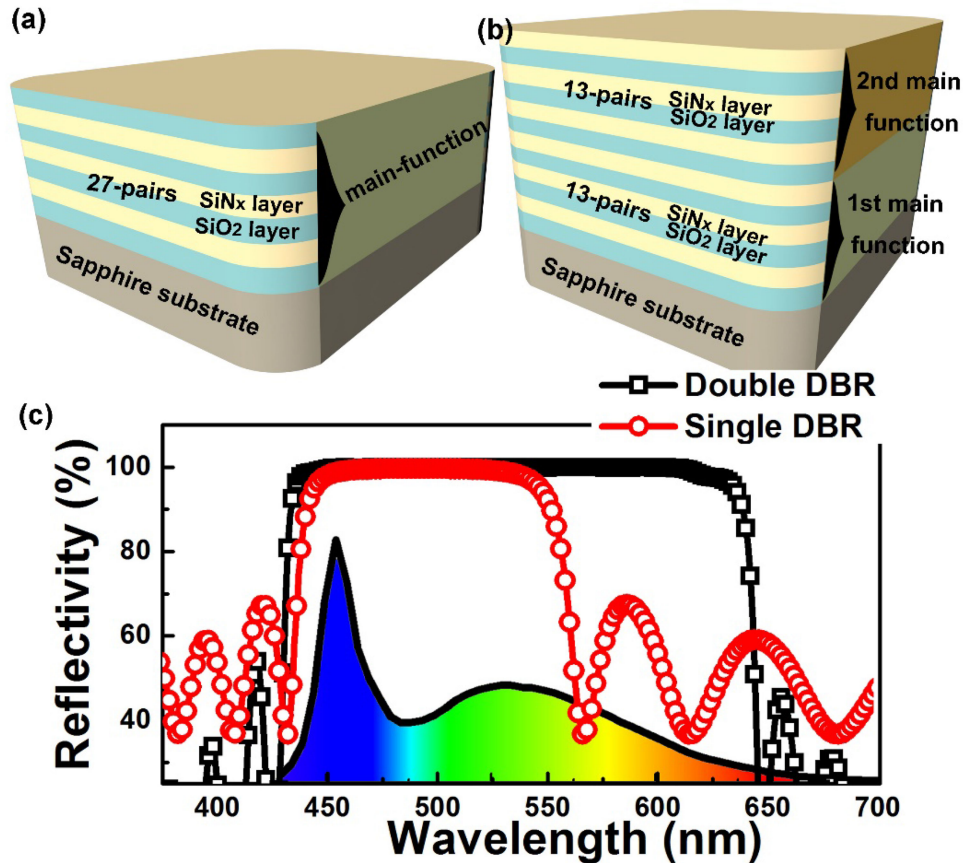 (a)
27-pairs
SiNx layer
SiO2 layer
main-function
Sapphire substrate
(b)
13-pairs
SiNx layer
SiO2 layer
2nd main
function
13-pairs
SiNx layer
SiO2 layer
1st main
function
Sapphire substrate
(c)
Double DBR
Single DBR
Reflectivity (%)
100
80
60
40
400 450 500 550 600 650 700
Wavelength (nm)